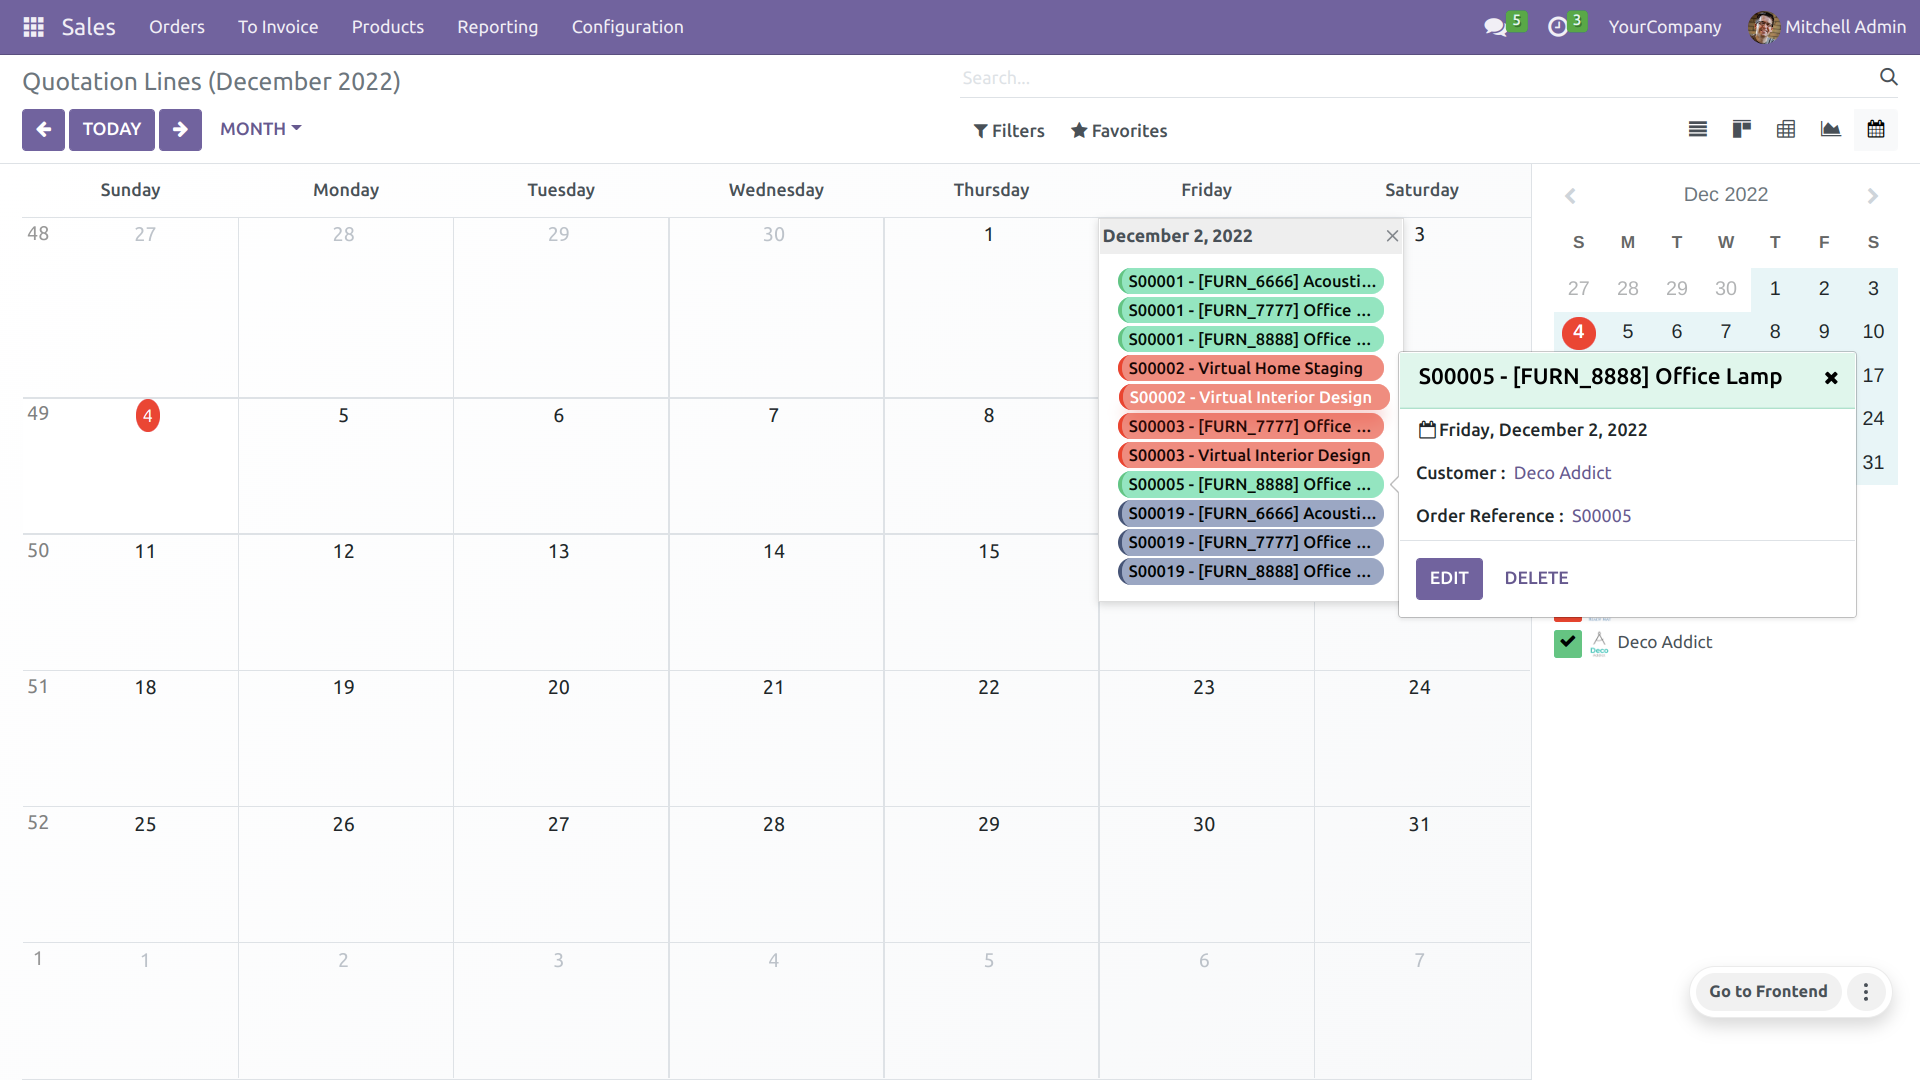 Sales Orders To Invoice Products Reporting Configuration 5 3 YourCompany Mitchell Admin
Quotation Lines (December 2022)
Search...
TODAY MONTH
Filters Favorites
Sunday Monday Tuesday Wednesday Thursday Friday Saturday
48 27 28 29 30 1 3
December 2, 2022
S00001 - [FURN_6666] Acousti...
S00001 - [FURN_7777] Office ...
S00001 - [FURN_8888] Office ...
S00002 - Virtual Home Staging
S00002 - Virtual Interior Design
S00003 - [FURN_7777] Office ...
S00003 - Virtual Interior Design
S00005 - [FURN_8888] Office ...
S00019 - [FURN_6666] Acousti...
S00019 - [FURN_7777] Office ...
S00019 - [FURN_8888] Office ...
49 4 5 6 7 8
50 11 12 13 14 15
51 18 19 20 21 22 23 24
52 25 26 27 28 29 30 31
1 1 2 3 4 5 6 7
Dec 2022
S M T W T F S
27 28 29 30 1 2 3
4 5 6 7 8 9 10
17
24
31
S00005 - [FURN_8888] Office Lamp
Friday, December 2, 2022
Customer : Deco Addict
Order Reference : S00005
EDIT DELETE
Deco
Deco Addict
Go to Frontend